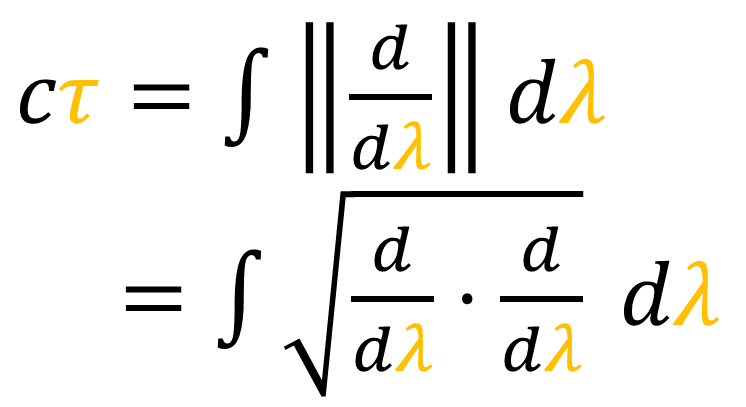 cτ = ∫ ‖d/dλ‖ dλ
= ∫ √(d/dλ · d/dλ) dλ